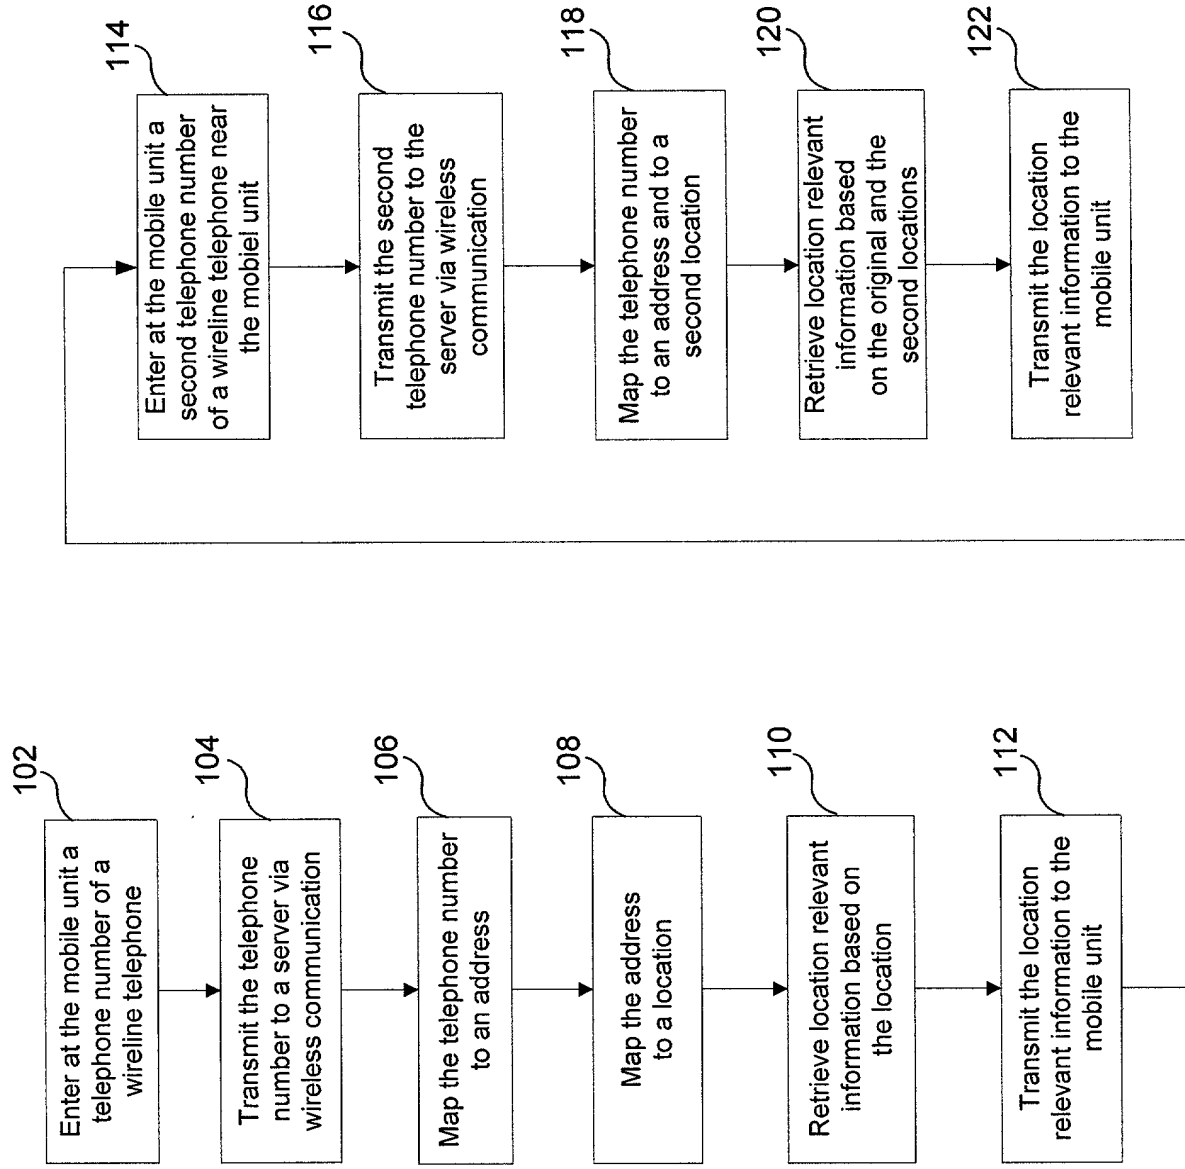 102
Enter at the mobile unit a
telephone number of a
wireline telephone
104
Transmit the telephone
number to a server via
wireless communication
106
Map the telephone number
to an address
108
Map the address
to a location
110
Retrieve location relevant
information based on
the location
112
Transmit the location
relevant information to the
mobile unit
114
Enter at the mobile unit a
second telephone number
of a wireline telephone near
the mobiel unit
116
Transmit the second
telephone number to the
server via wireless
communication
118
Map the telephone number
to an address and to a
second location
120
Retrieve location relevant
information based
on the original and the
second locations
122
Transmit the location
relevant information to the
mobile unit